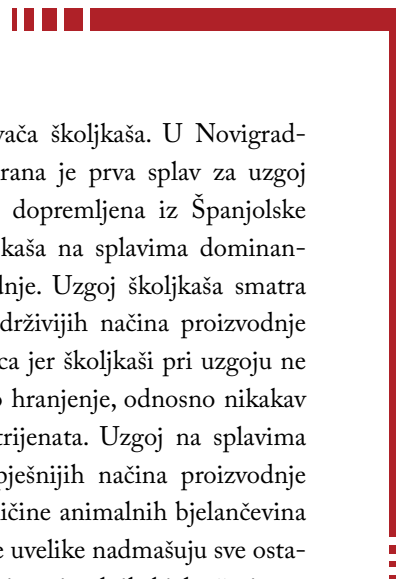 vača školjkaša. U Novigrad-
rana je prva splav za uzgoj
dopremljena iz Španjolske
kaša na splavima dominan-
dnje. Uzgoj školjkaša smatra
drživijih načina proizvodnje
ca jer školjkaši pri uzgoju ne
o hranjenje, odnosno nikakav
trijenata. Uzgoj na splavima
pješnijih načina proizvodnje
ičine animalnih bjelančevina
e uvelike nadmašuju sve osta-